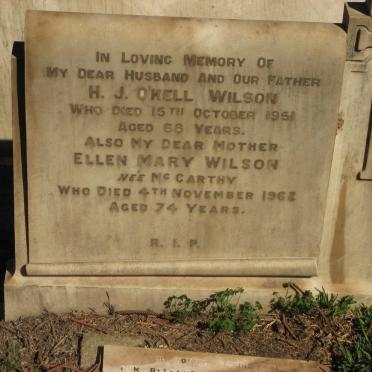 IN LOVING MEMORY OF
MY DEAR HUSBAND AND OUR FATHER
H. J. O'KELL WILSON
WHO DIED 15TH OCTOBER 1951
AGED 68 YEARS.
ALSO MY DEAR MOTHER
ELLEN MARY WILSON
NÉE MCCARTHY
WHO DIED 4TH NOVEMBER 1962
AGED 74 YEARS.
R. I. P.